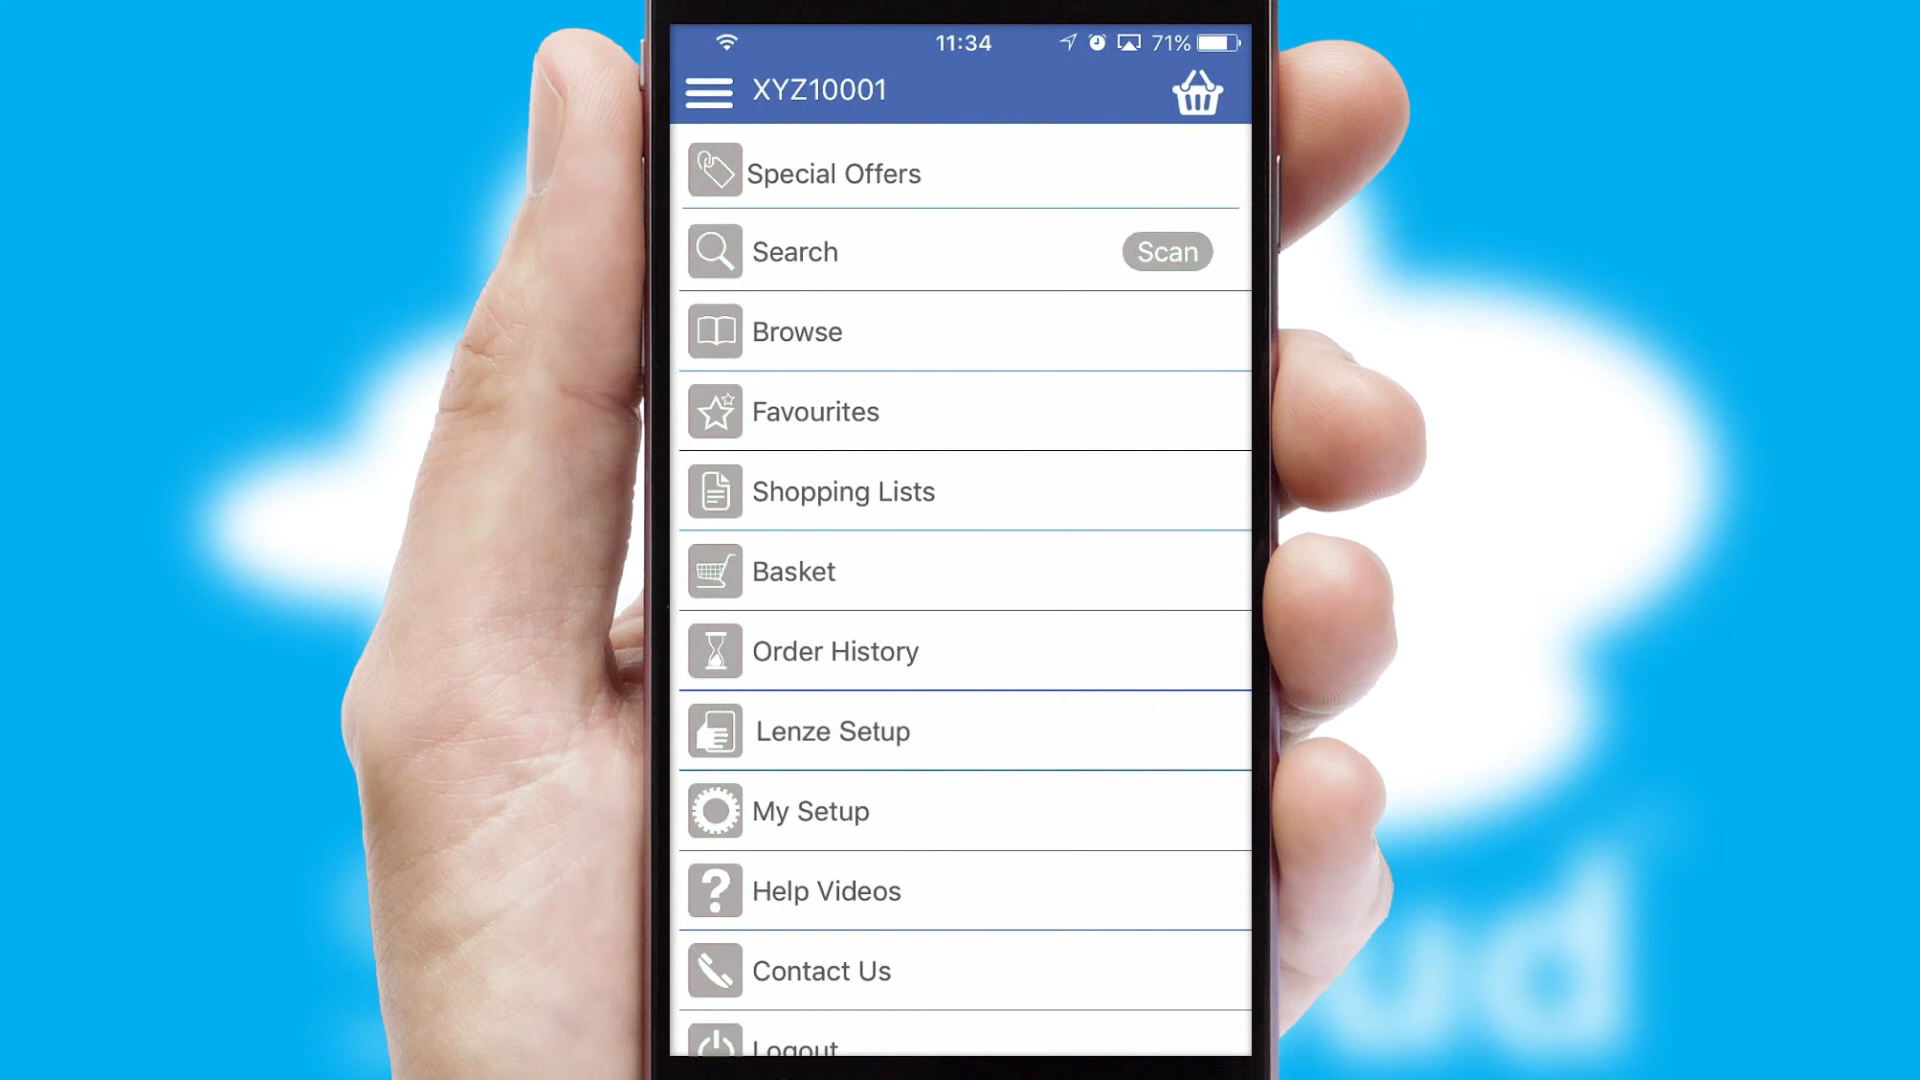 11:34
71%
XYZ10001
Special Offers
Search
Scan
Browse
Favourites
Shopping Lists
Basket
Order History
Lenze Setup
My Setup
Help Videos
Contact Us
Logout